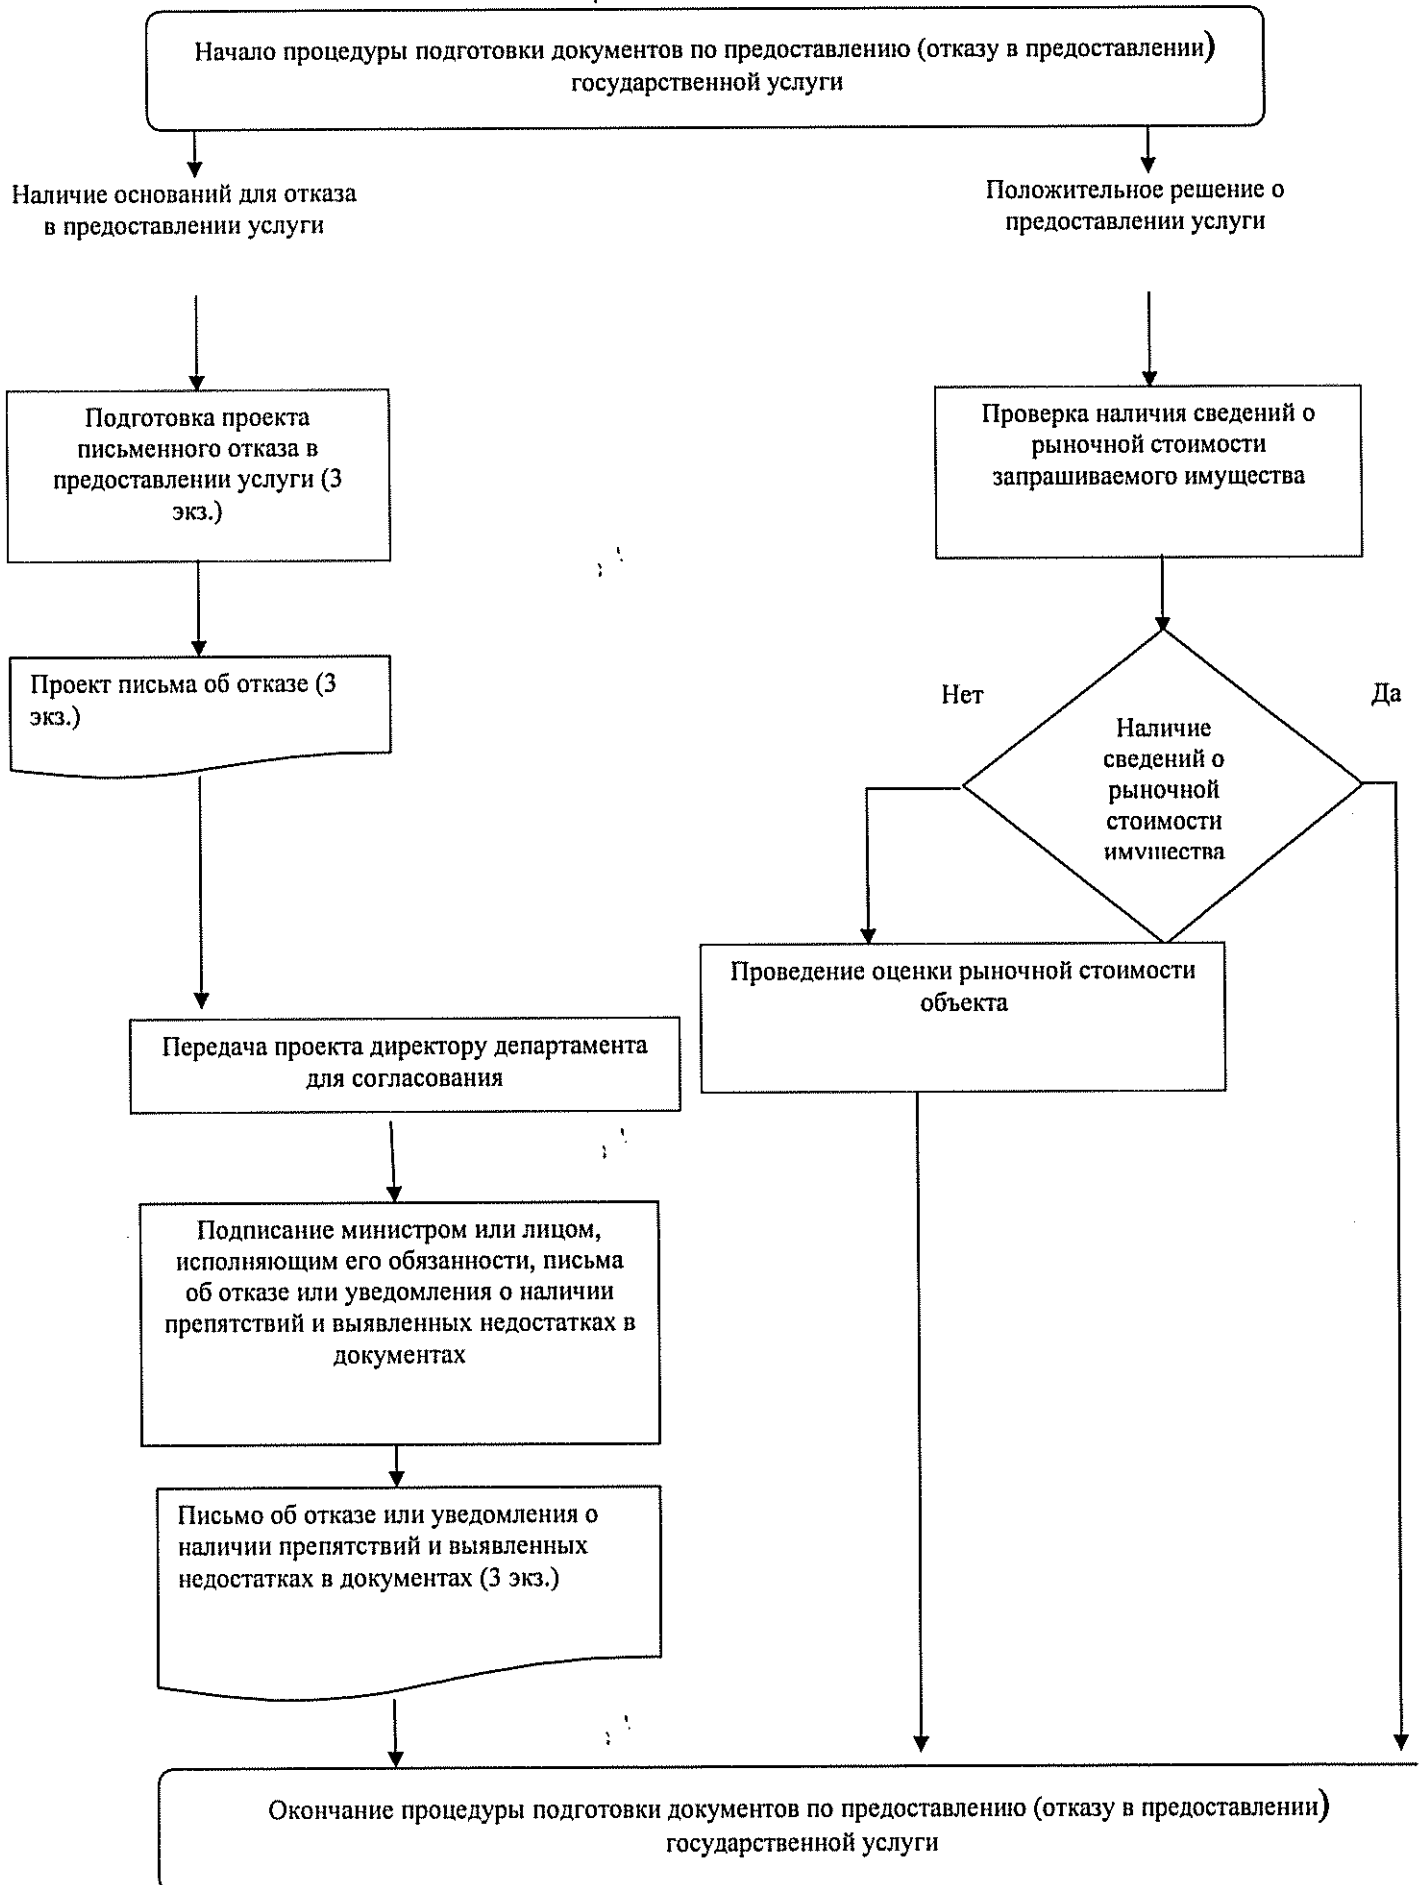 Начало процедуры подготовки документов по предоставлению (отказу в предоставлении)
государственной услуги
Наличие оснований для отказа
в предоставлении услуги
Положительное решение о
предоставлении услуги
Подготовка проекта
письменного отказа в
предоставлении услуги (3
экз.)
Проверка наличия сведений о
рыночной стоимости
запрашиваемого имущества
Проект письма об отказе (3
экз.)
Нет
Да
Наличие
сведений о
рыночной
стоимости
имущества
Проведение оценки рыночной стоимости
объекта
Передача проекта директору департамента
для согласования
Подписание министром или лицом,
исполняющим его обязанности, письма
об отказе или уведомления о наличии
препятствий и выявленных недостатках в
документах
Письмо об отказе или уведомления о
наличии препятствий и выявленных
недостатках в документах (3 экз.)
Окончание процедуры подготовки документов по предоставлению (отказу в предоставлении)
государственной услуги